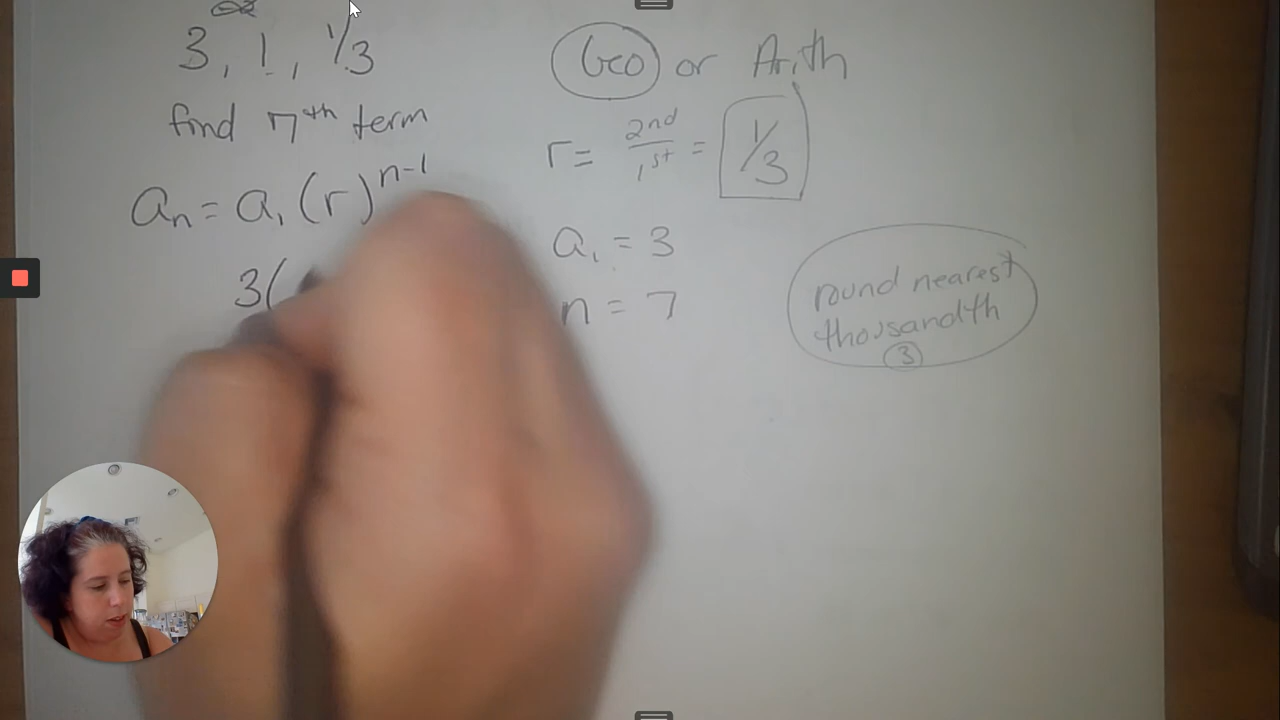 3, 1, 1/3
find 7th term
aₙ = a₁(r)ⁿ⁻¹
3(
Geo or Arith
r = 2nd/1st = 1/3
a₁ = 3
n = 7
round nearest
thousandth
3